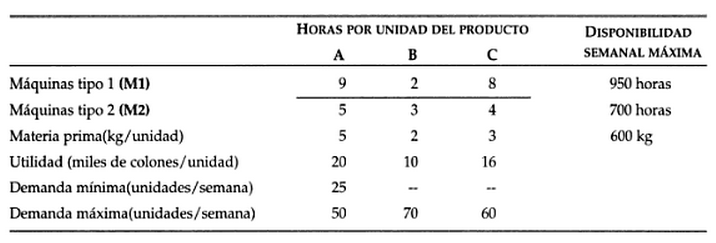 HORAS POR UNIDAD DEL PRODUCTO DISPONIBILIDAD
A B C SEMANAL MÁXIMA
Máquinas tipo 1 (M1) 9 2 8 950 horas
Máquinas tipo 2 (M2) 5 3 4 700 horas
Materia prima(kg/unidad) 5 2 3 600 kg
Utilidad (miles de colones/unidad) 20 10 16
Demanda mínima(unidades/semana) 25 -- --
Demanda máxima(unidades/semana) 50 70 60